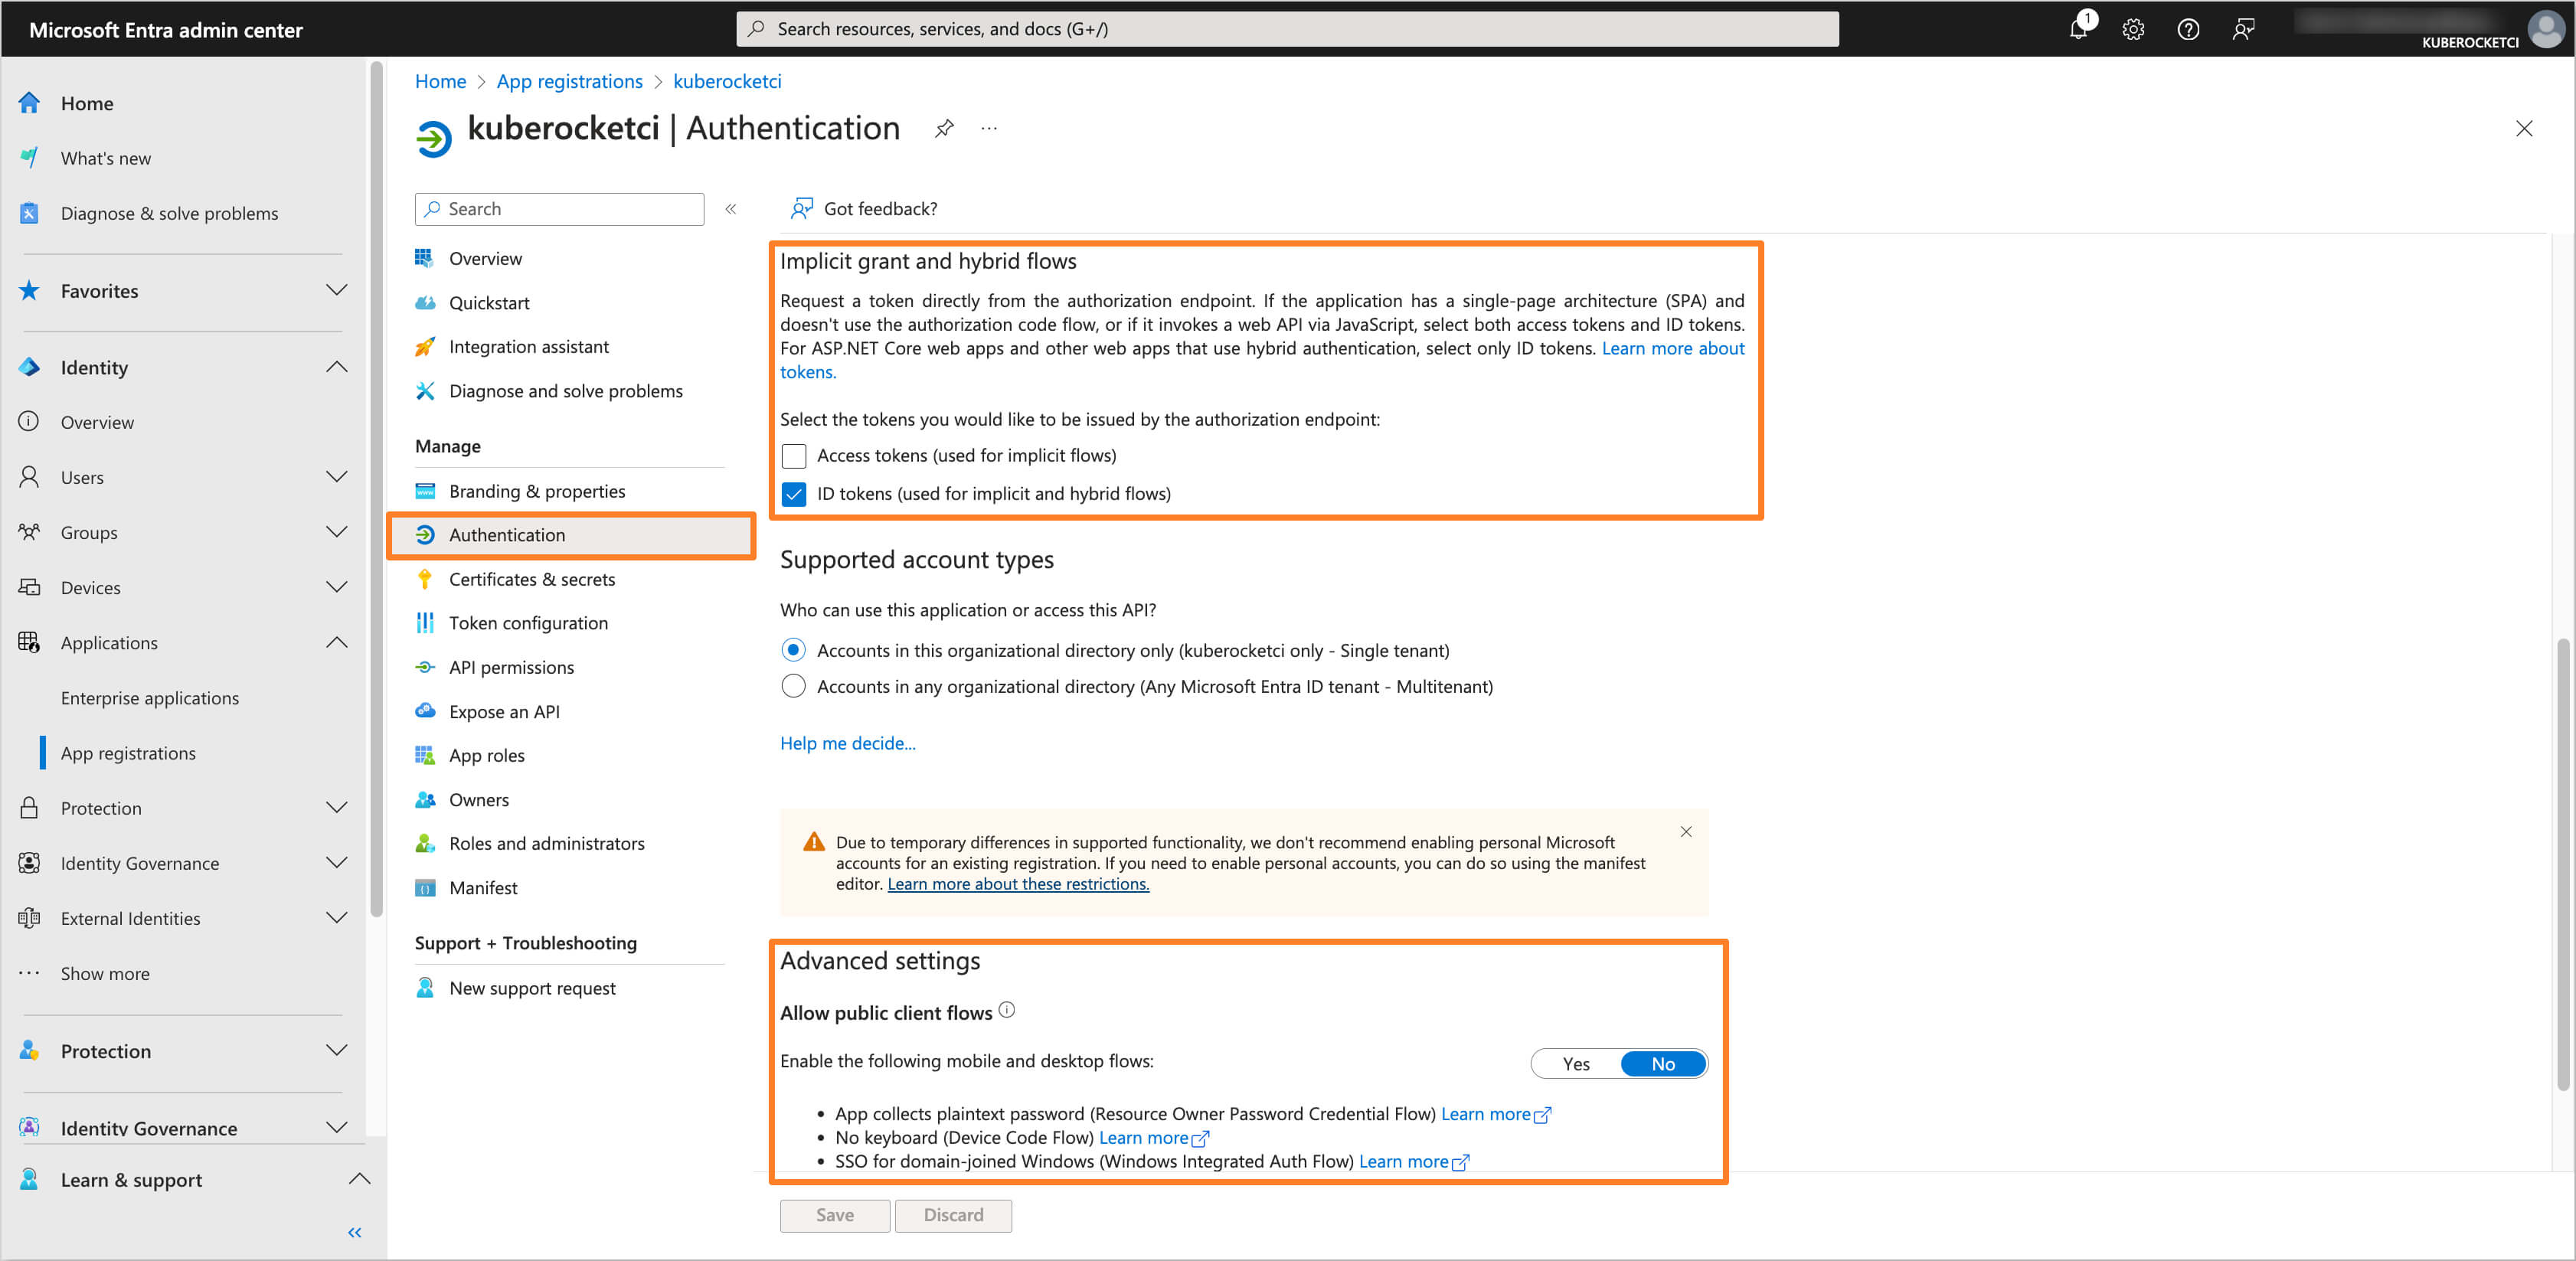 Microsoft Entra admin center
Search resources, services, and docs (G+/)
1
KUBEROCKETCI
Home
What's new
Diagnose & solve problems
Favorites
Identity
Overview
Users
Groups
Devices
Applications
Enterprise applications
App registrations
Protection
Identity Governance
External Identities
Show more
Protection
Identity Governance
Learn & support
Home > App registrations > kuberocketci
kuberocketci | Authentication
Search
Overview
Quickstart
Integration assistant
Diagnose and solve problems
Manage
Branding & properties
Authentication
Certificates & secrets
Token configuration
API permissions
Expose an API
App roles
Owners
Roles and administrators
Manifest
Support + Troubleshooting
New support request
Got feedback?
Implicit grant and hybrid flows
Request a token directly from the authorization endpoint. If the application has a single-page architecture (SPA) and
doesn't use the authorization code flow, or if it invokes a web API via JavaScript, select both access tokens and ID tokens.
For ASP.NET Core web apps and other web apps that use hybrid authentication, select only ID tokens. Learn more about
tokens.
Select the tokens you would like to be issued by the authorization endpoint:
Access tokens (used for implicit flows)
ID tokens (used for implicit and hybrid flows)
Supported account types
Who can use this application or access this API?
Accounts in this organizational directory only (kuberocketci only - Single tenant)
Accounts in any organizational directory (Any Microsoft Entra ID tenant - Multitenant)
Help me decide...
Due to temporary differences in supported functionality, we don't recommend enabling personal Microsoft
accounts for an existing registration. If you need to enable personal accounts, you can do so using the manifest
editor. Learn more about these restrictions.
Advanced settings
Allow public client flows
Enable the following mobile and desktop flows:
Yes No
• App collects plaintext password (Resource Owner Password Credential Flow) Learn more
• No keyboard (Device Code Flow) Learn more
• SSO for domain-joined Windows (Windows Integrated Auth Flow) Learn more
Save Discard